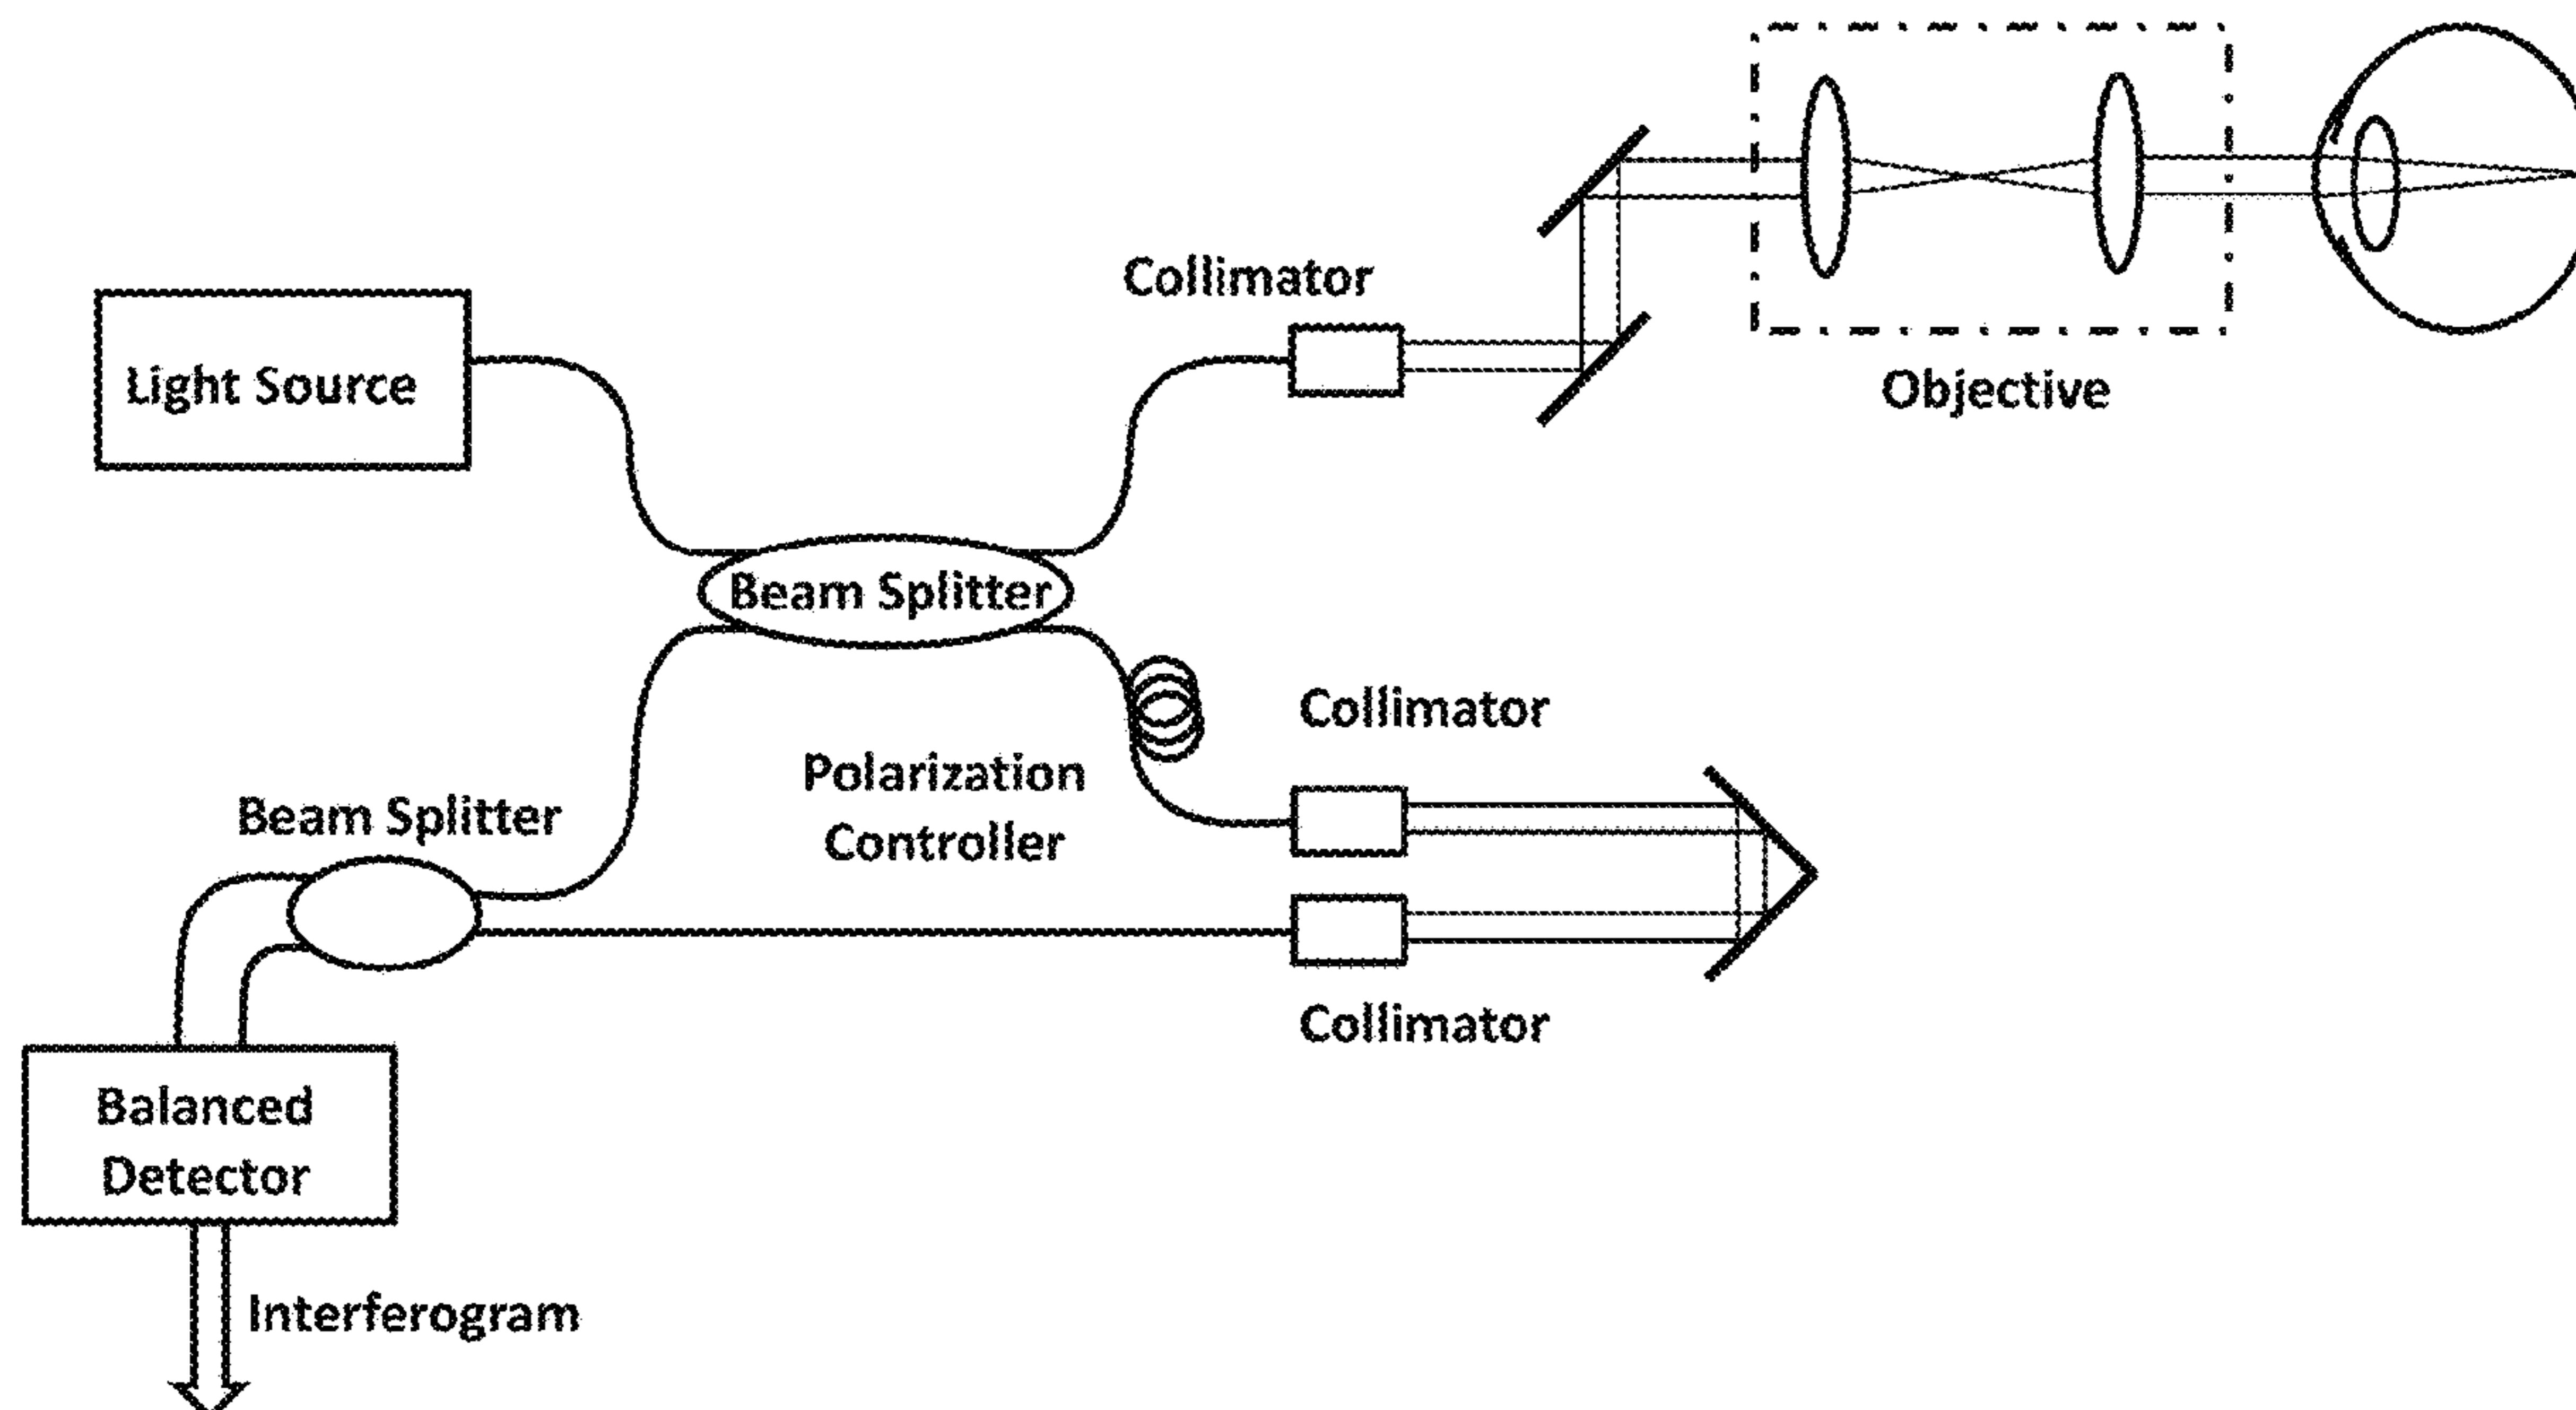 Collimator
Light Source
Objective
Beam Splitter
Collimator
Polarization
Controller
Beam Splitter
Collimator
Balanced
Detector
Interferogram